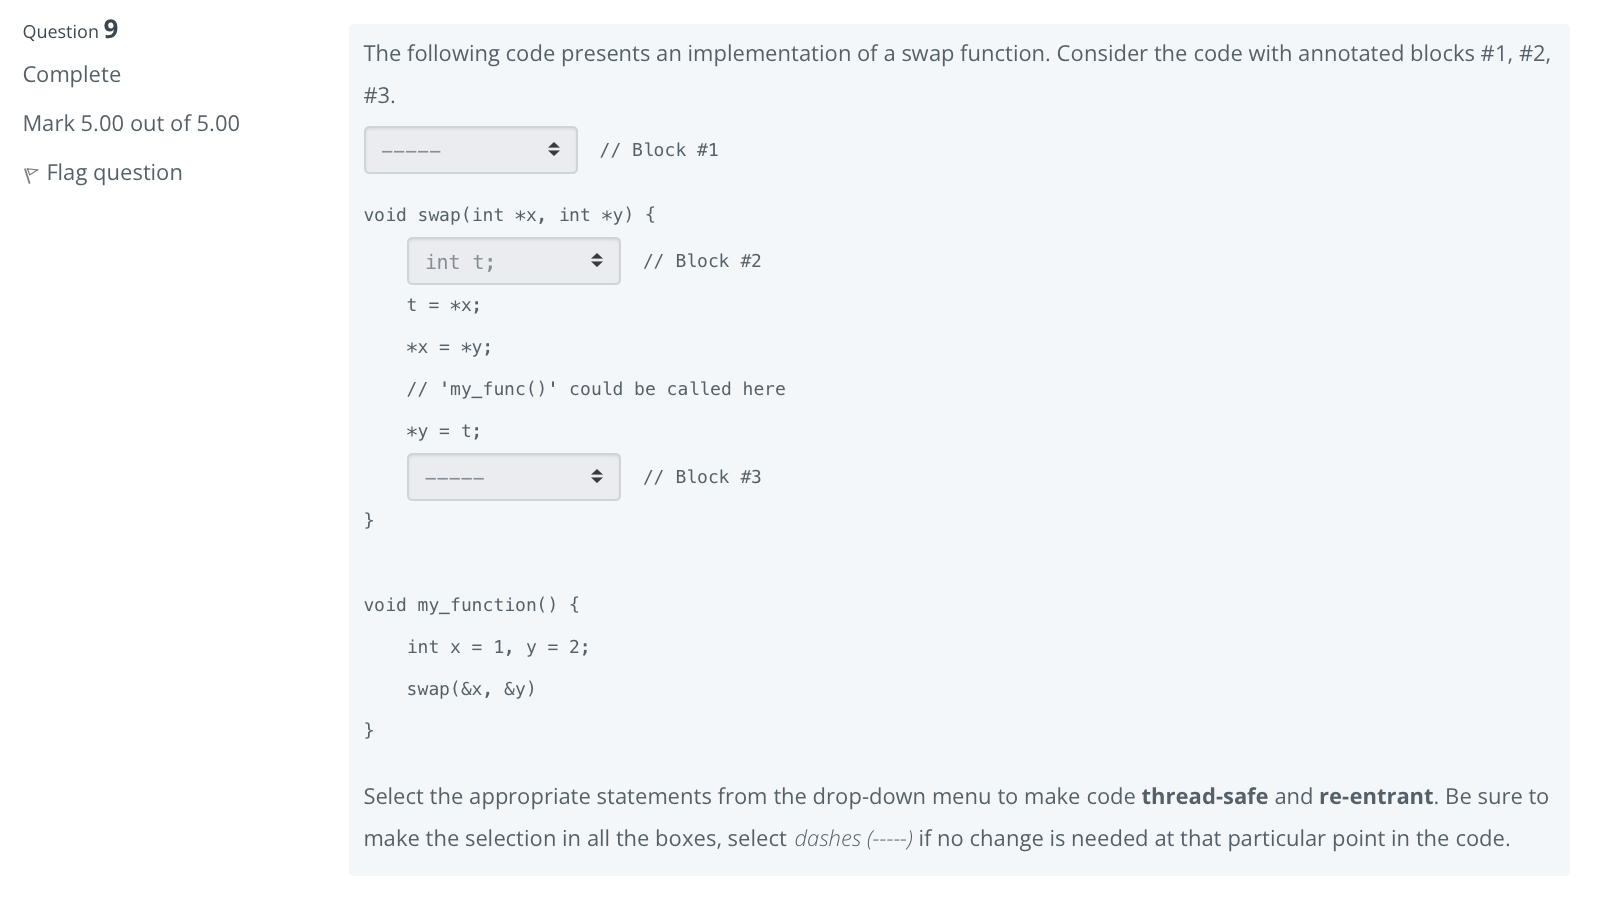 Question 9
Complete
Mark 5.00 out of 5.00
Flag question
The following code presents an implementation of a swap function. Consider the code with annotated blocks #1, #2,
#3.
----- // Block #1
void swap(int *x, int *y) {
int t; // Block #2
t = *x;
*x = *y;
// 'my_func()' could be called here
*y = t;
----- // Block #3
}
void my_function() {
int x = 1, y = 2;
swap(&x, &y)
}
Select the appropriate statements from the drop-down menu to make code thread-safe and re-entrant. Be sure to
make the selection in all the boxes, select dashes (-----) if no change is needed at that particular point in the code.